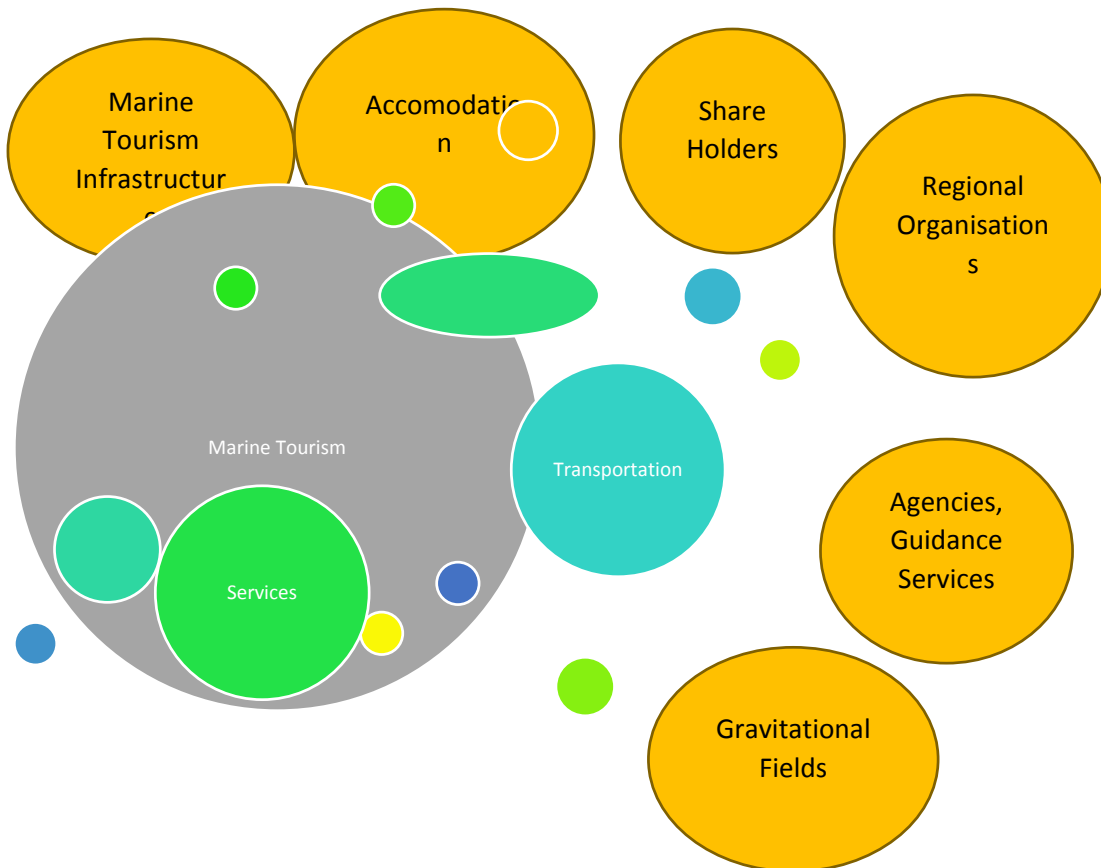 Marine
Tourism
Infrastructur
Accomodatio
n
Share
Holders
Regional
Organisation
s
Marine Tourism
Transportation
Agencies,
Guidance
Services
Services
Gravitational
Fields